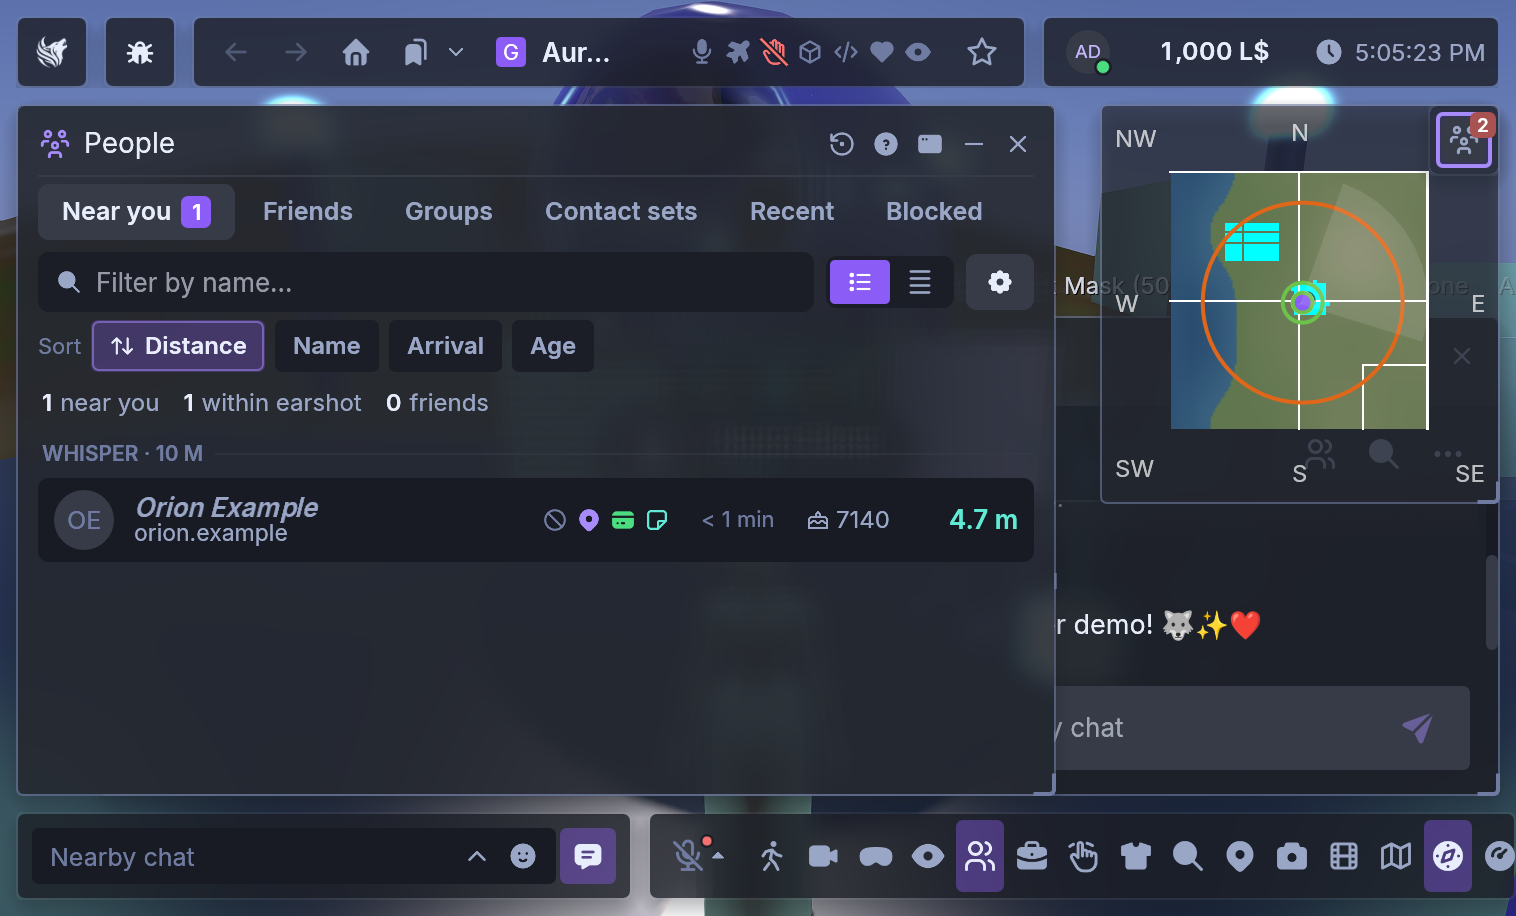 G Aur...
AD 1,000 L$ 5:05:23 PM
People
Near you 1 Friends Groups Contact sets Recent Blocked
Filter by name...
Sort Distance Name Arrival Age
1 near you 1 within earshot 0 friends
WHISPER · 10 M
OE Orion Example
orion.example
< 1 min 7140 4.7 m
NW N 2
Mask (50
W E
SW S SE
r demo! 🐺✨❤️
y chat
Nearby chat